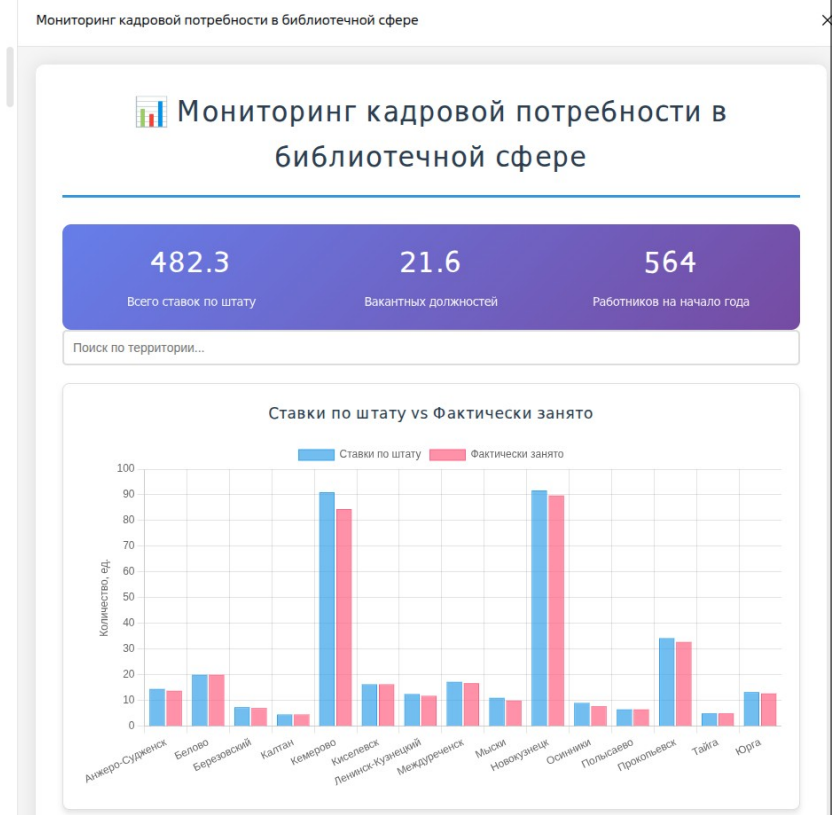 Мониторинг кадровой потребности в библиотечной сфере
Мониторинг кадровой потребности в
библиотечной сфере
482.3
21.6
564
Всего ставок по штату
Вакантных должностей
Работников на начало года
Поиск по территории...
Ставки по штату vs Фактически занято
Ставки по штату
Фактически занято
Количество, ед.
100
90
80
70
60
50
40
30
20
10
0
Анжеро-Судженск
Белово
Березовский
Калтан
Кемерово
Киселевск
Ленинск-Кузнецкий
Междуреченск
Мыски
Новокузнецк
Осинники
Полысаево
Прокопьевск
Тайга
Юрга